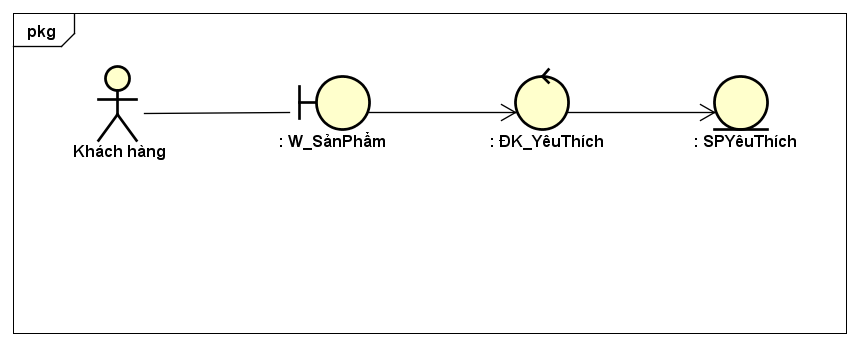 pkg
Khách hàng
: W_SảnPhẩm
: ĐK_YêuThích
: SPYêuThích